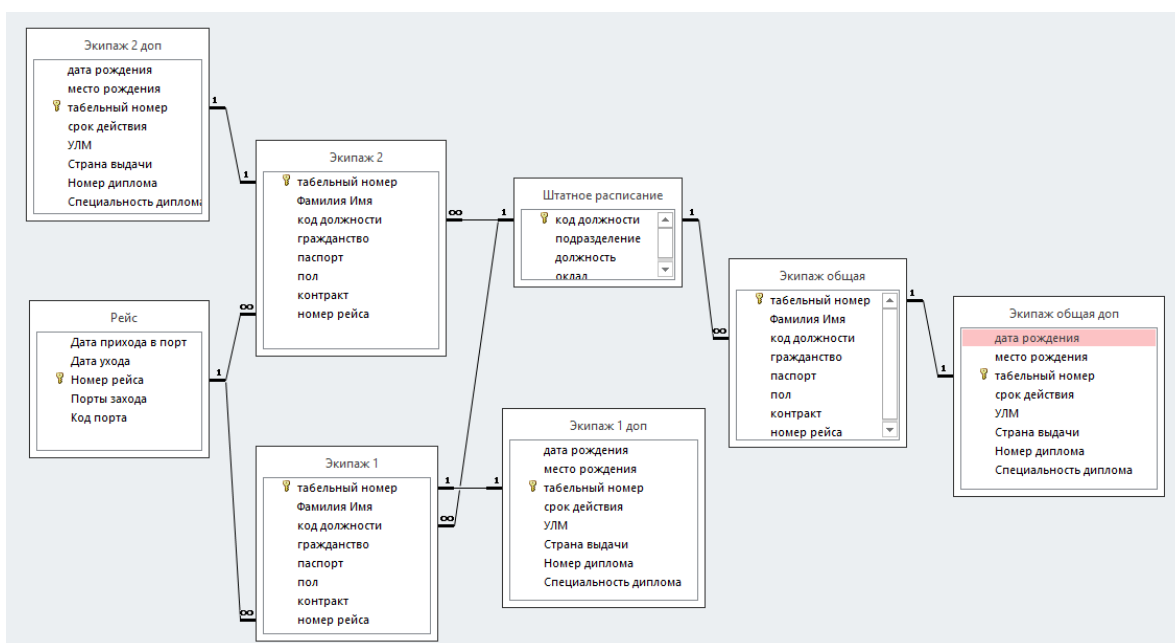 Экипаж 2 доп
дата рождения
место рождения
табельный номер
срок действия
УЛМ
Страна выдачи
Номер диплома
Специальность диплома
1
1
Экипаж 2
табельный номер
Фамилия Имя
код должности
гражданство
паспорт
пол
контракт
номер рейса
∞
∞
1
Штатное расписание
код должности
подразделение
должность
оклад
1
∞
Рейс
Дата прихода в порт
Дата ухода
Номер рейса
Порты захода
Код порта
1
Экипаж общая
табельный номер
Фамилия Имя
код должности
гражданство
паспорт
пол
контракт
номер рейса
1
1
Экипаж общая доп
дата рождения
место рождения
табельный номер
срок действия
УЛМ
Страна выдачи
Номер диплома
Специальность диплома
Экипаж 1
табельный номер
Фамилия Имя
код должности
гражданство
паспорт
пол
контракт
номер рейса
1
∞
∞
1
Экипаж 1 доп
дата рождения
место рождения
табельный номер
срок действия
УЛМ
Страна выдачи
Номер диплома
Специальность диплома